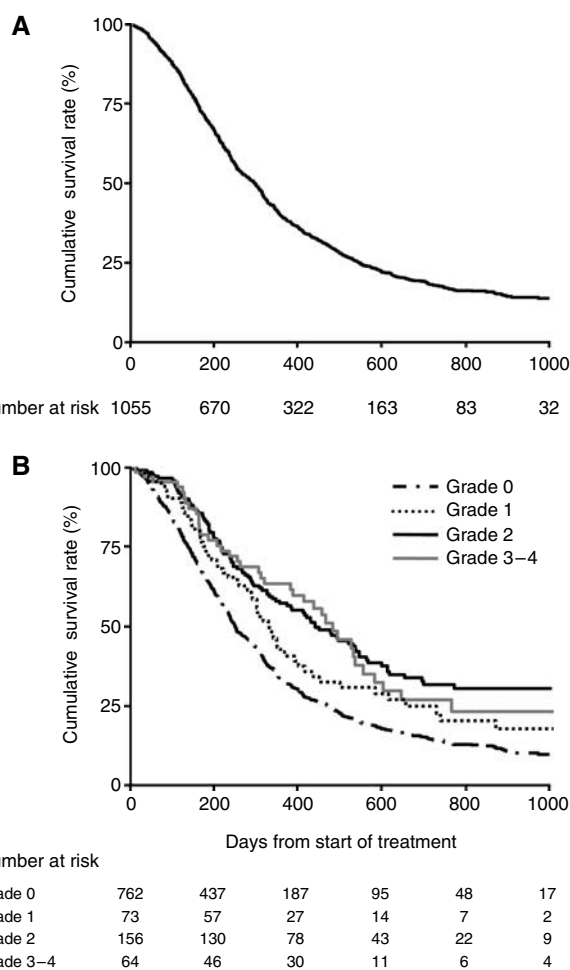 A
Cumulative survival rate (%)
100
75
50
25
0
0 200 400 600 800 1000
umber at risk 1055 670 322 163 83 32
B
Cumulative survival rate (%)
100
75
50
25
0
Grade 0
Grade 1
Grade 2
Grade 3–4
0 200 400 600 800 1000
Days from start of treatment
umber at risk
ade 0 762 437 187 95 48 17
ade 1 73 57 27 14 7 2
ade 2 156 130 78 43 22 9
ade 3–4 64 46 30 11 6 4